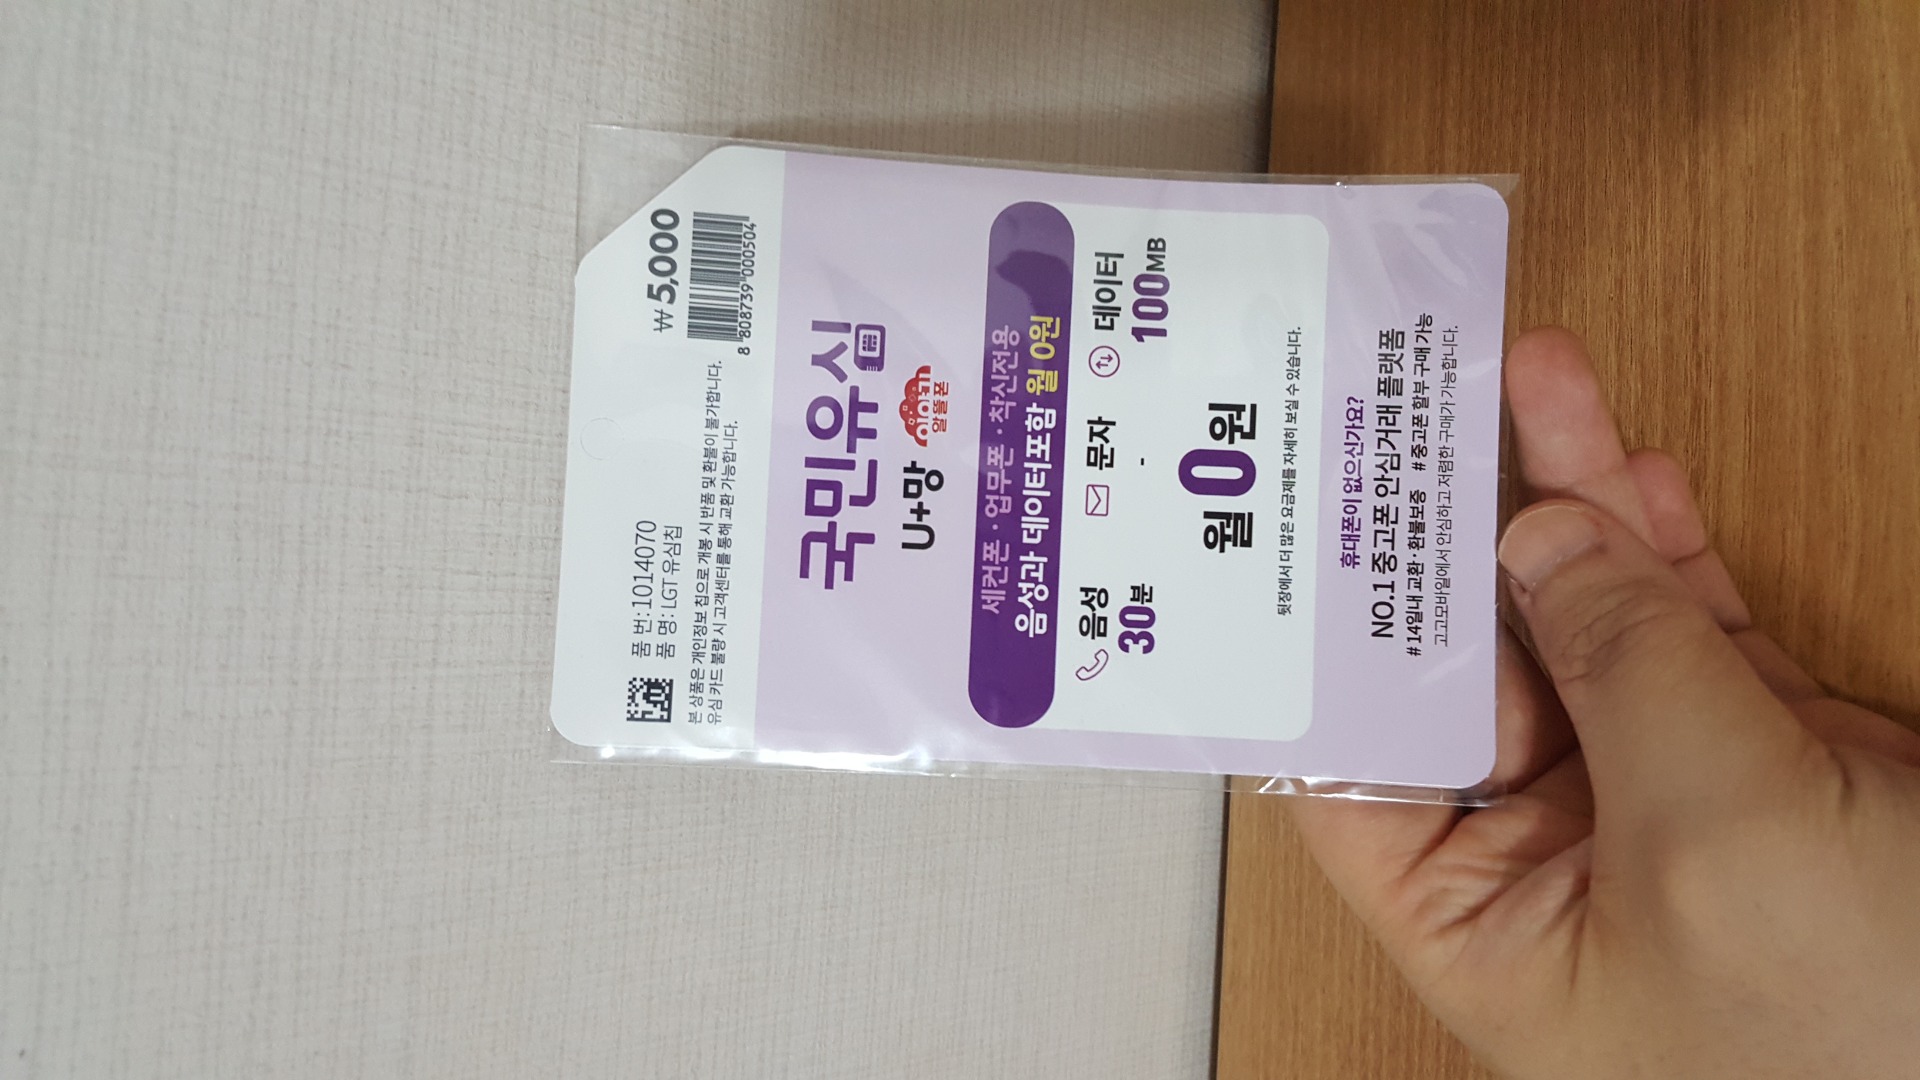 품 번:10140​70
품 명: LGT 유심칩
₩ 5,000
8 808739 000504
본 상품은 개인정보 칩으로 개봉 시 반품 및 환불이 불가합니다.
유심 카드 불량 시 고객센터를 통해 교환 가능합니다.
국민유심
U+망 이야기 알뜰폰
세컨폰 · 업무폰 · 착신전용
음성과 데이터포함 월 0원
음성 문자 데이터
30분 - 100MB
월 0원
뒷장에서 더 많은 요금제를 자세히 보실 수 있습니다.
휴대폰이 없으신가요?
NO.1 중고폰 안심거래 플랫폼
#14일내 교환 · 환불보증 #중고폰 할부 구매 가능
고고모바일에서 안심하고 저렴한 구매가 가능합니다.